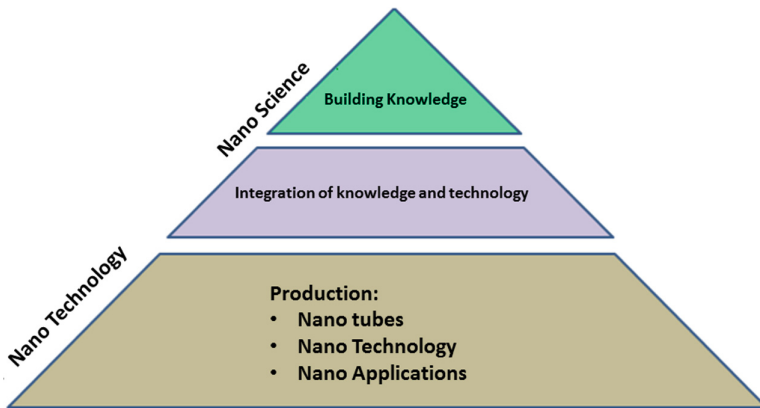 Nano Science
Building Knowledge
Integration of knowledge and technology
Nano Technology
Production:
• Nano tubes
• Nano Technology
• Nano Applications